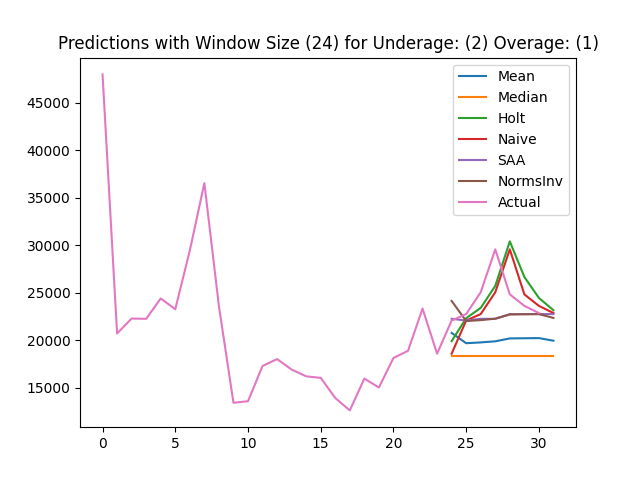 Predictions with Window Size (24) for Underage: (2) Overage: (1)
Mean
Median
Holt
Naive
SAA
NormsInv
Actual
45000
40000
35000
30000
25000
20000
15000
0 5 10 15 20 25 30